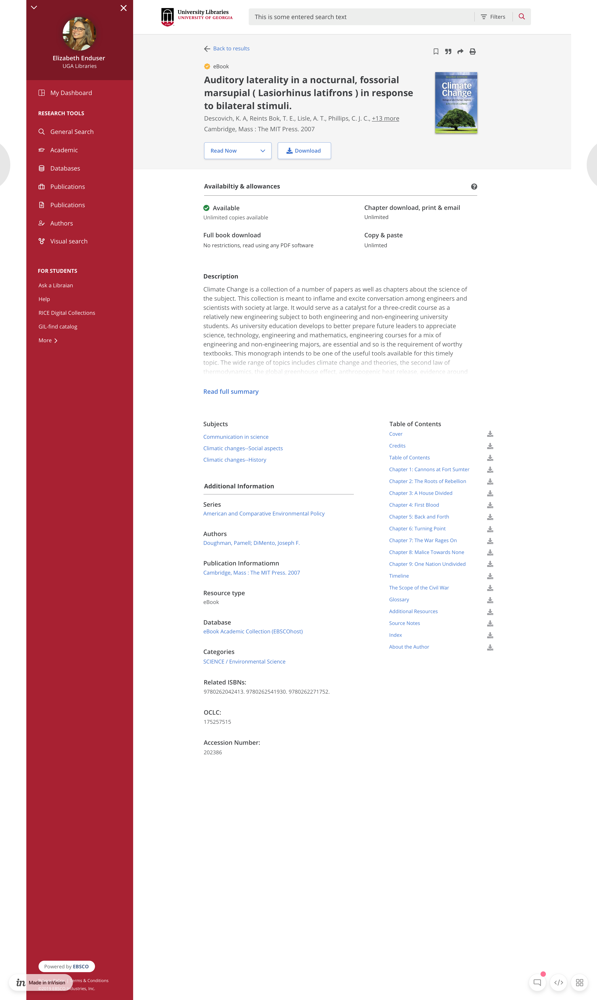 Elizabeth Enduser
UGA Libraries
My Dashboard
RESEARCH TOOLS
General Search
Academic
Databases
Publications
Publications
Authors
Visual search
FOR STUDENTS
Ask a Libraian
Help
RICE Digital Collections
GIL-find catalog
More
Powered by EBSCO
Privacy Policy | Terms & Conditions
©2019 EBSCO Industries, Inc.
in Made in InVision
University Libraries
UNIVERSITY OF GEORGIA
1785
This is some entered search text
Filters
Back to results
eBook
Auditory laterality in a nocturnal, fossorial
marsupial ( Lasiorhinus latifrons ) in response
to bilateral stimuli.
Descovich, K. A, Reints Bok, T. E., Lisle, A. T., Phillips, C. J. C., +13 more
Cambridge, Mass : The MIT Press. 2007
Read Now
Download
SECOND EDITION
Climate
Change
Biological and Human Aspects
JONATHAN COWIE
Availabiltiy & allowances
Available
Unlimited copies available
Chapter download, print & email
Unlimited
Full book download
No restrictions, read using any PDF software
Copy & paste
Unlimted
Description
Climate Change is a collection of a number of papers as well as chapters about the science of
the subject. This collection is meant to inflame and excite conversation among engineers and
scientists with society at large. It would serve as a catalyst for a three-credit course as a
relatively new engineering subject to both engineering and non-engineering university
students. As university education develops to better prepare future leaders to appreciate
science, technology, engineering and mathematics, engineering courses for a mix of
engineering and non-engineering majors, are essential and so is the requirement of worthy
textbooks. This monograph intends to be one of the useful tools available for this timely
topic. The wide range of topics includes climate change and theories, the second law of
thermodynamics, the global greenhouse effect, anthropogenic heat release, evidence around
Read full summary
Subjects
Communication in science
Climatic changes--Social aspects
Climatic changes--History
Additional Information
Series
American and Comparative Environmental Policy
Authors
Doughman, Pamell; DiMento, Joseph F.
Publication Informatiomn
Cambridge, Mass : The MIT Press. 2007
Resource type
eBook
Database
eBook Academic Collection (EBSCOhost)
Categories
SCIENCE / Environmental Science
Related ISBNs:
9780262042413. 9780262541930. 9780262271752.
OCLC:
175257515
Accession Number:
202386
Table of Contents
Cover
Credits
Table of Contents
Chapter 1: Cannons at Fort Sumter
Chapter 2: The Roots of Rebellion
Chapter 3: A House Divided
Chapter 4: First Blood
Chapter 5: Back and Forth
Chapter 6: Turning Point
Chapter 7: The War Rages On
Chapter 8: Malice Towards None
Chapter 9: One Nation Undivided
Timeline
The Scope of the Civil War
Glossary
Additional Resources
Source Notes
Index
About the Author